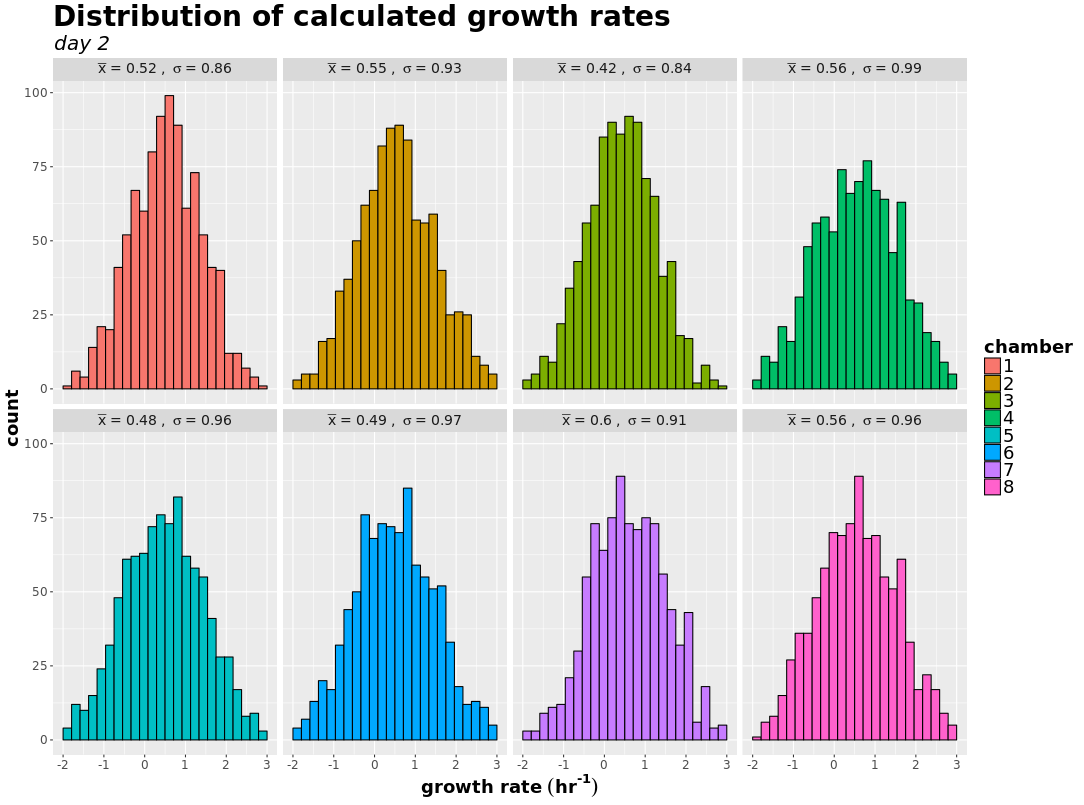 Distribution of calculated growth rates
day 2
x̅ = 0.52 , σ = 0.86
x̅ = 0.55 , σ = 0.93
x̅ = 0.42 , σ = 0.84
x̅ = 0.56 , σ = 0.99
100
75
50
25
0
x̅ = 0.48 , σ = 0.96
x̅ = 0.49 , σ = 0.97
x̅ = 0.6 , σ = 0.91
x̅ = 0.56 , σ = 0.96
100
75
50
25
0
-2 -1 0 1 2 3
-2 -1 0 1 2 3
-2 -1 0 1 2 3
-2 -1 0 1 2 3
count
growth rate (hr⁻¹)
chamber
1
2
3
4
5
6
7
8